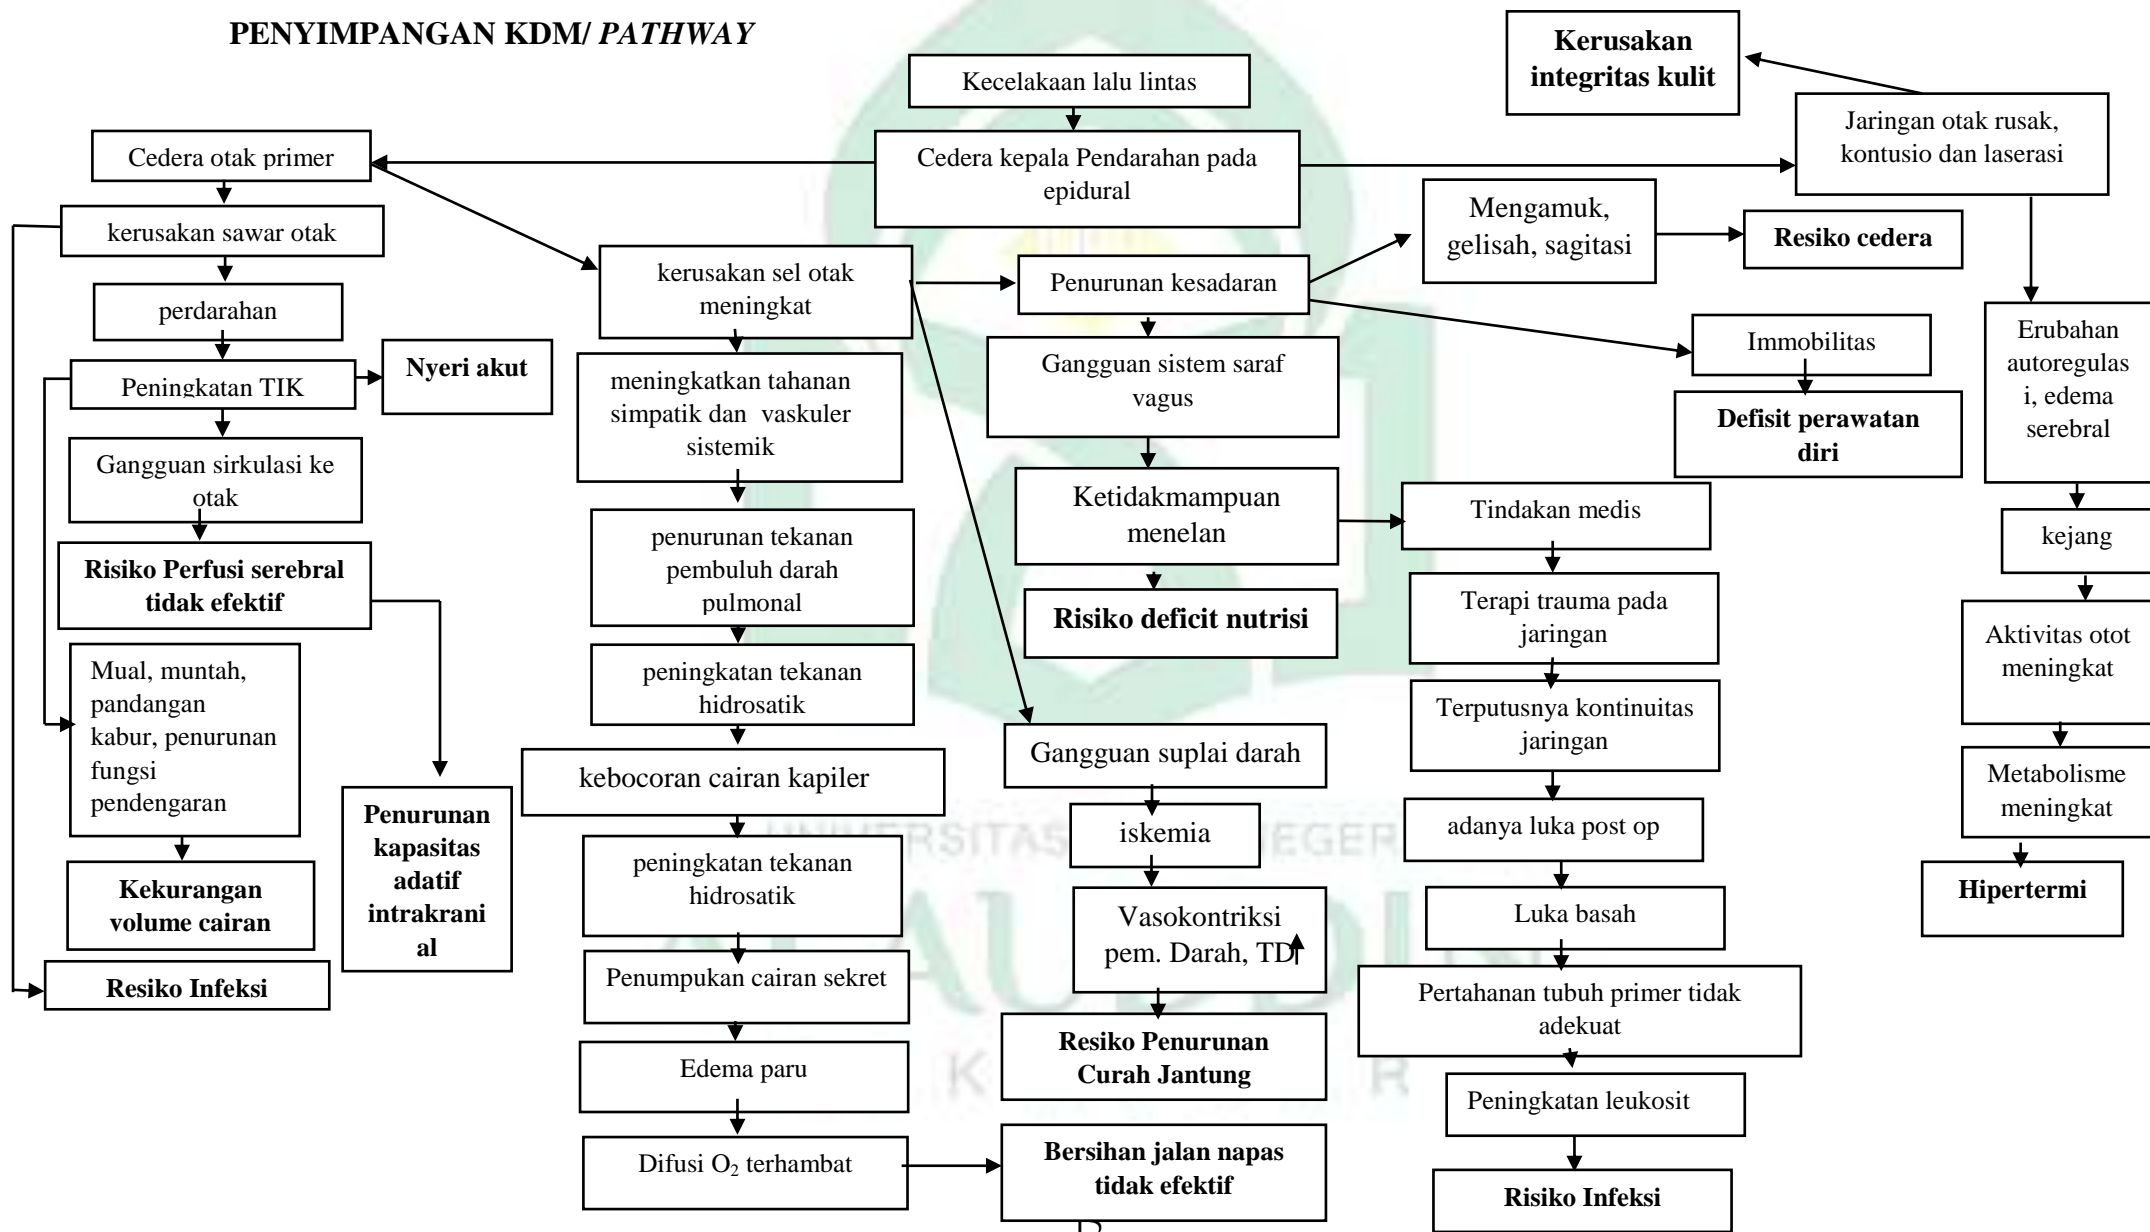 PENYIMPANGAN KDM/ PATHWAY
Kecelakaan lalu lintas
Cedera kepala Pendarahan pada
epidural
Kerusakan
integritas kulit
Jaringan otak rusak,
kontusio dan laserasi
Cedera otak primer
kerusakan sawar otak
perdarahan
Peningkatan TIK
Nyeri akut
Gangguan sirkulasi ke
otak
Risiko Perfusi serebral
tidak efektif
Mual, muntah,
pandangan
kabur, penurunan
fungsi
pendengaran
Kekurangan
volume cairan
Resiko Infeksi
Penurunan
kapasitas
adatif
intrakrani
al
kerusakan sel otak
meningkat
meningkatkan tahanan
simpatik dan vaskuler
sistemik
penurunan tekanan
pembuluh darah
pulmonal
peningkatan tekanan
hidrosatik
kebocoran cairan kapiler
peningkatan tekanan
hidrosatik
Penumpukan cairan sekret
Edema paru
Difusi O₂ terhambat
Bersihan jalan napas
tidak efektif
Penurunan kesadaran
Gangguan sistem saraf
vagus
Ketidakmampuan
menelan
Risiko deficit nutrisi
Gangguan suplai darah
iskemia
Vasokontriksi
pem. Darah, TD↑
Resiko Penurunan
Curah Jantung
Mengamuk,
gelisah, sagitasi
Resiko cedera
Immobilitas
Defisit perawatan
diri
Tindakan medis
Terapi trauma pada
jaringan
Terputusnya kontinuitas
jaringan
adanya luka post op
Luka basah
Pertahanan tubuh primer tidak
adekuat
Peningkatan leukosit
Risiko Infeksi
Erubahan
autoregulas
i, edema
serebral
kejang
Aktivitas otot
meningkat
Metabolisme
meningkat
Hipertermi